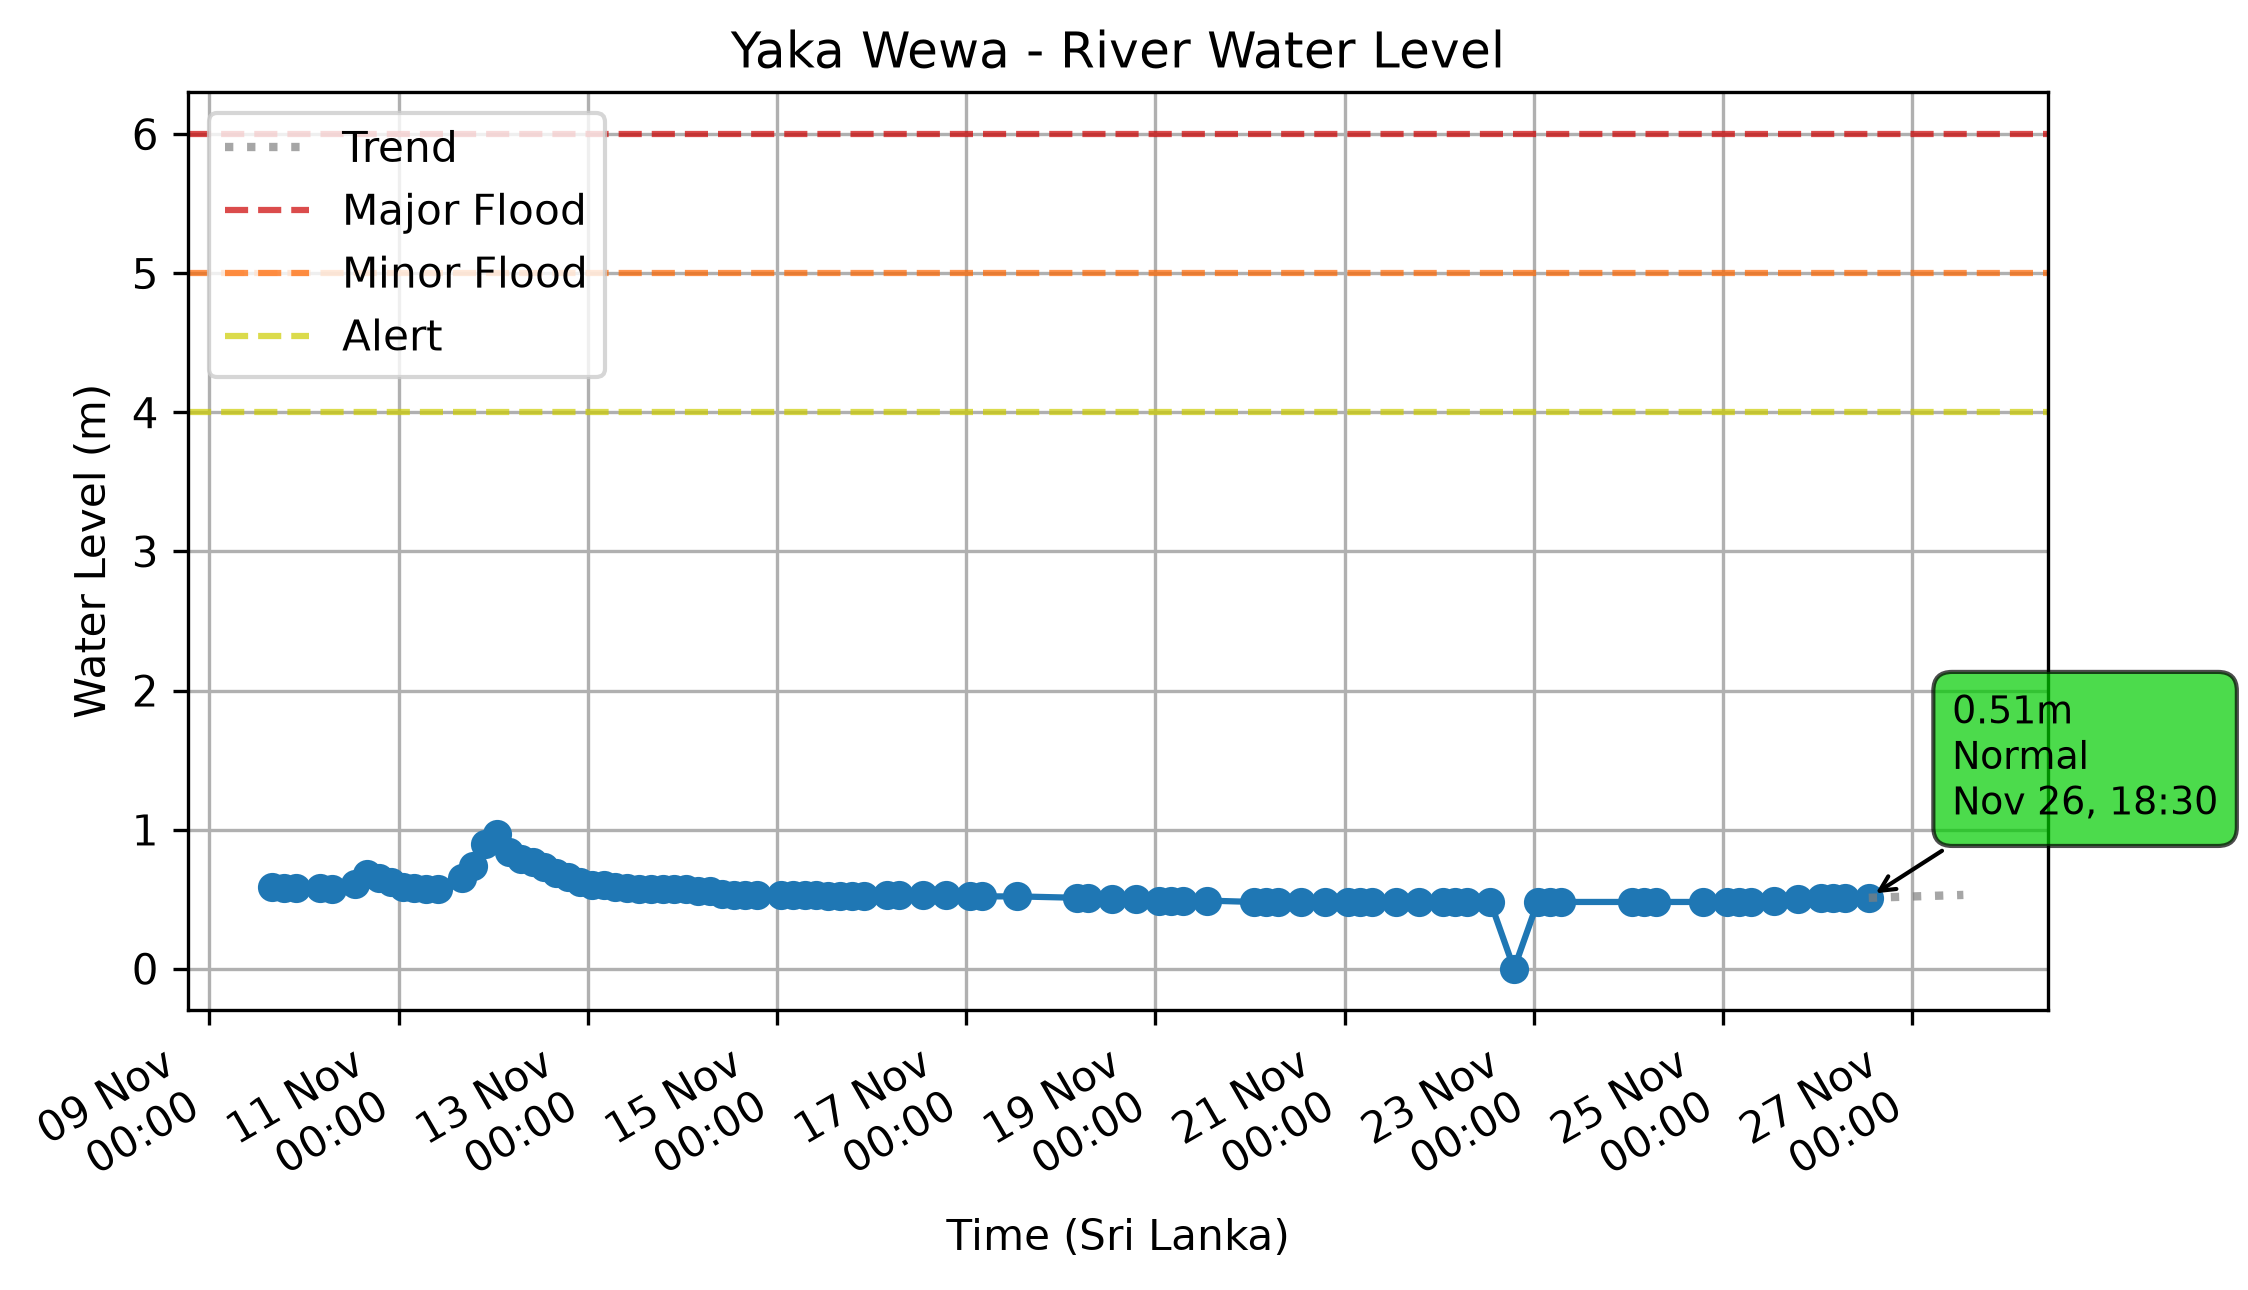 Yaka Wewa - River Water Level
Trend
Major Flood
Minor Flood
Alert
Water Level (m)
6
5
4
3
2
1
0
0.51m
Normal
Nov 26, 18:30
09 Nov
00:00
11 Nov
00:00
13 Nov
00:00
15 Nov
00:00
17 Nov
00:00
19 Nov
00:00
21 Nov
00:00
23 Nov
00:00
25 Nov
00:00
27 Nov
00:00
Time (Sri Lanka)